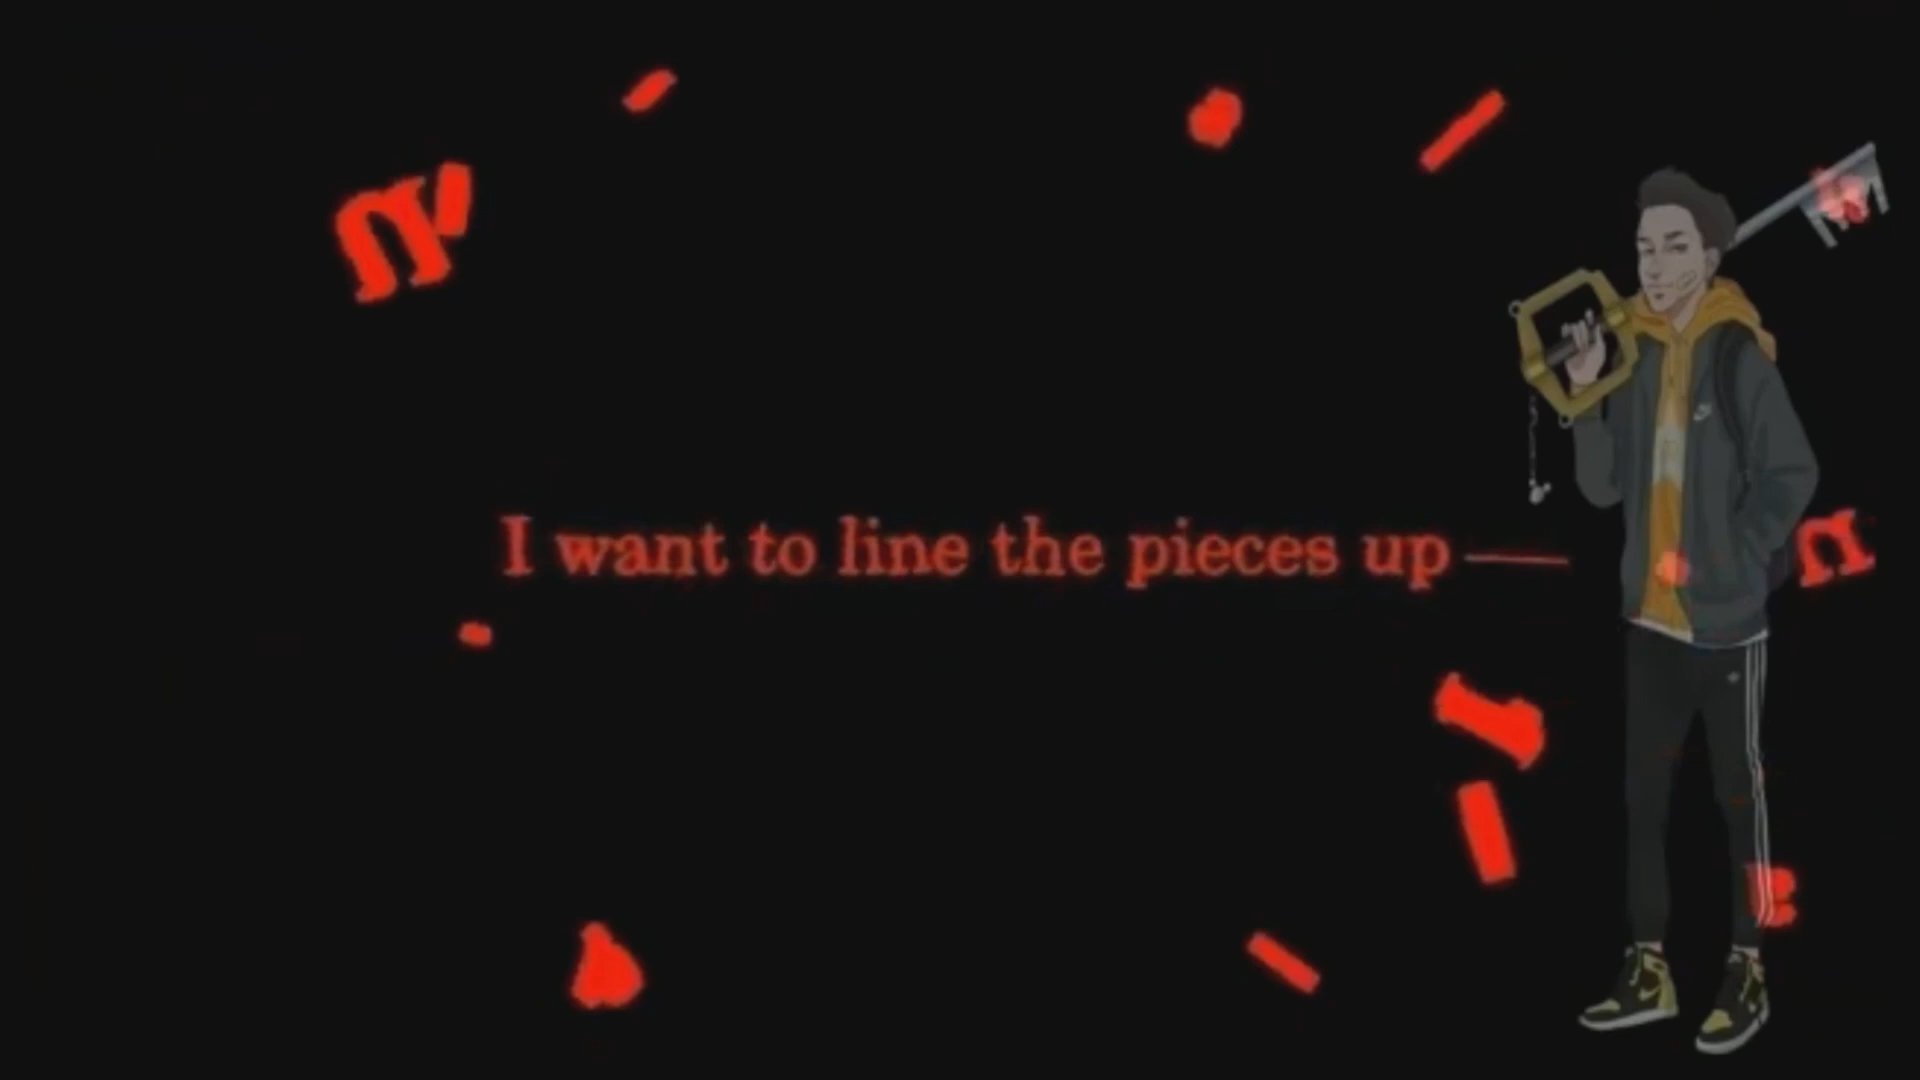 I want to line the pieces up —